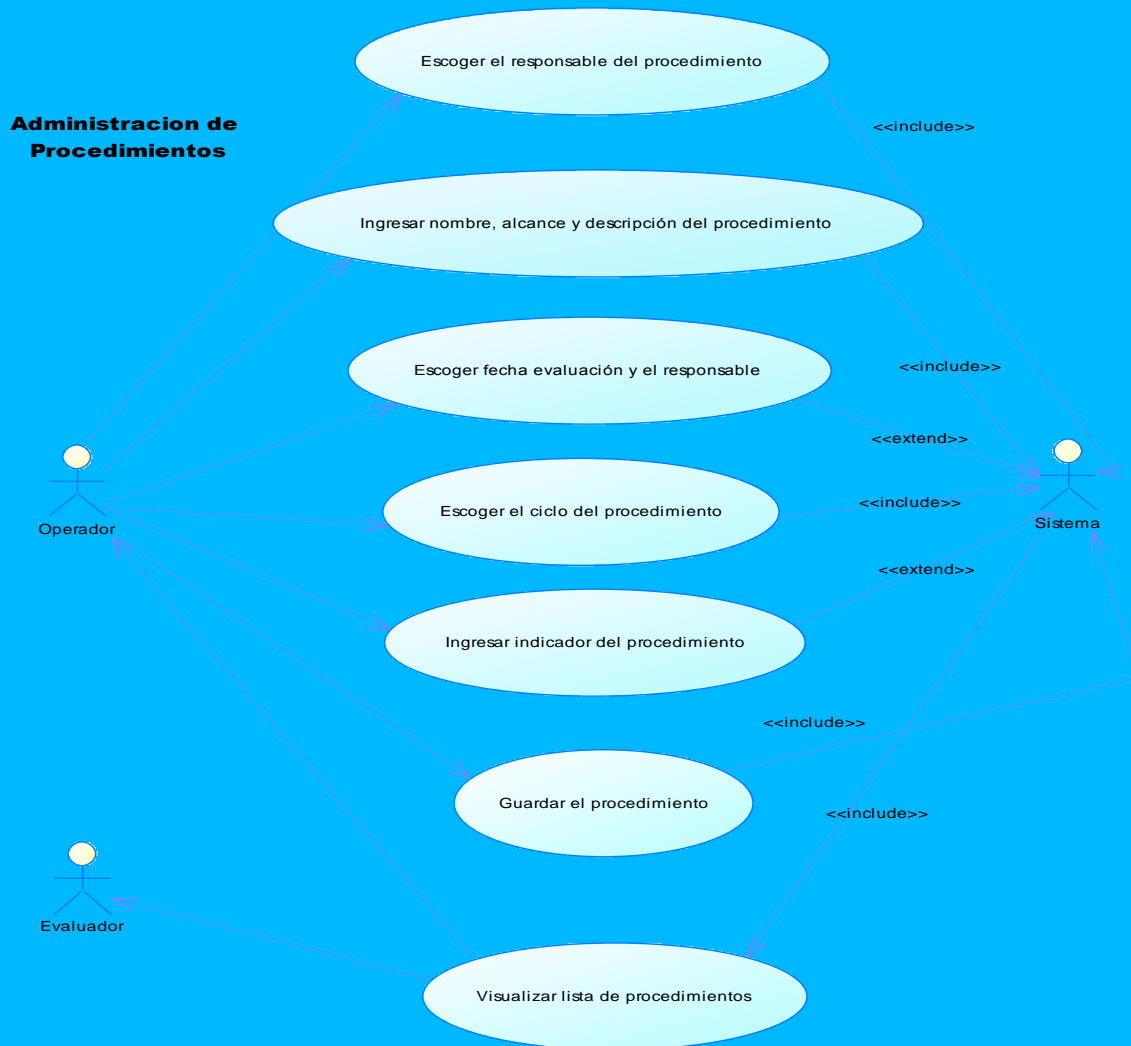 Escoger el responsable del procedimiento
Administracion de
Procedimientos
<<include>>
Ingresar nombre, alcance y descripción del procedimiento
Escoger fecha evaluación y el responsable
<<include>>
<<extend>>
Operador
Escoger el ciclo del procedimiento
<<include>>
Sistema
<<extend>>
Ingresar indicador del procedimiento
<<include>>
Guardar el procedimiento
<<include>>
Evaluador
Visualizar lista de procedimientos